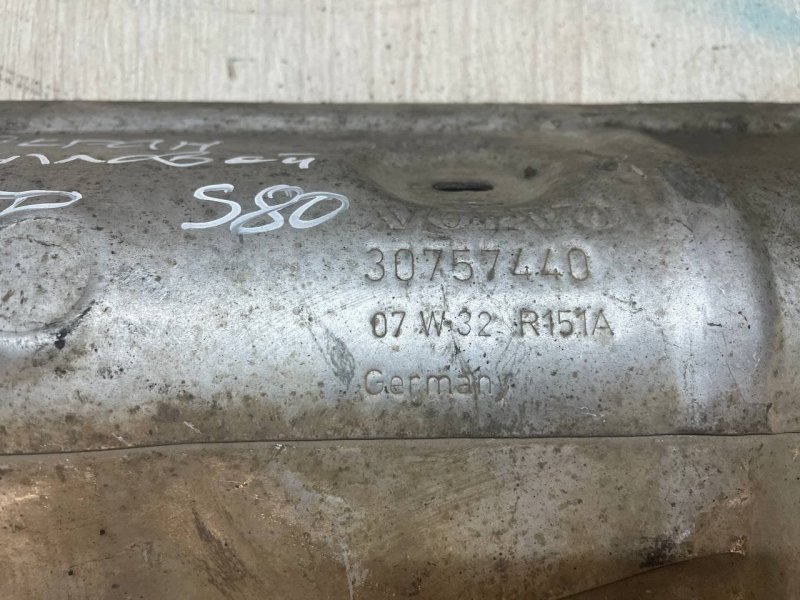 S80
VOLVO
30757440
07 W 32 R151A
Germany